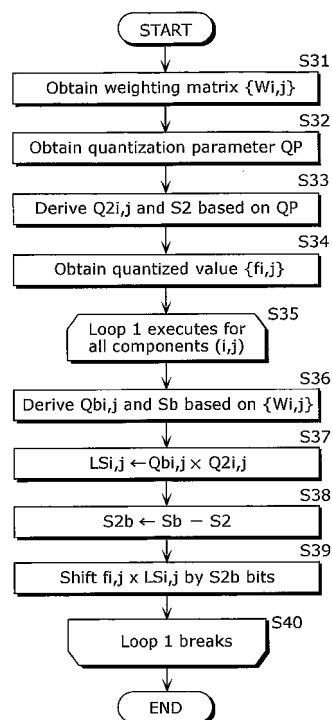 START
S31
Obtain weighting matrix {Wi,j}
S32
Obtain quantization parameter QP
S33
Derive Q2i,j and S2 based on QP
S34
Obtain quantized value {fi,j}
S35
Loop 1 executes for
all components (i,j)
S36
Derive Qbi,j and Sb based on {Wi,j}
S37
LSi,j ← Qbi,j × Q2i,j
S38
S2b ← Sb − S2
S39
Shift fi,j x LSi,j by S2b bits
S40
Loop 1 breaks
END